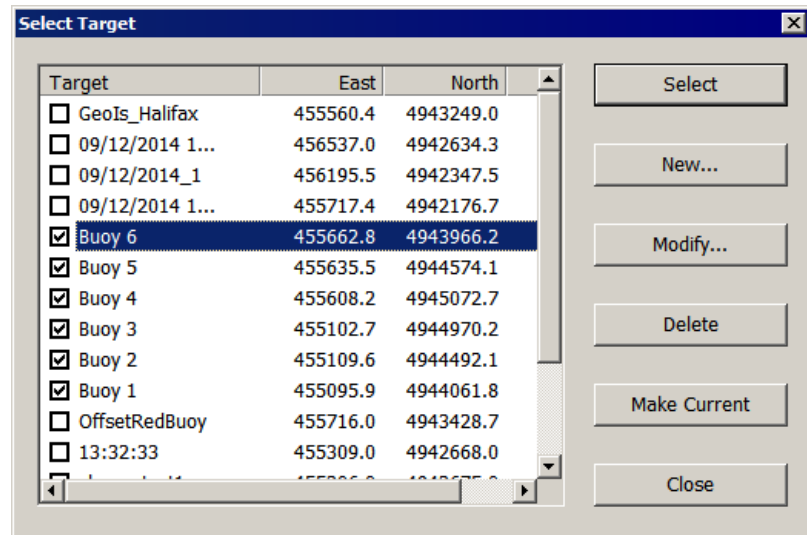 Select Target
Target East North
GeoIs_Halifax 455560.4 4943249.0
09/12/2014 1... 456537.0 4942634.3
09/12/2014_1 456195.5 4942347.5
09/12/2014 1... 455717.4 4942176.7
Buoy 6 455662.8 4943966.2
Buoy 5 455635.5 4944574.1
Buoy 4 455608.2 4945072.7
Buoy 3 455102.7 4944970.2
Buoy 2 455109.6 4944492.1
Buoy 1 455095.9 4944061.8
OffsetRedBuoy 455716.0 4943428.7
13:32:33 455309.0 4942668.0
Select
New...
Modify...
Delete
Make Current
Close